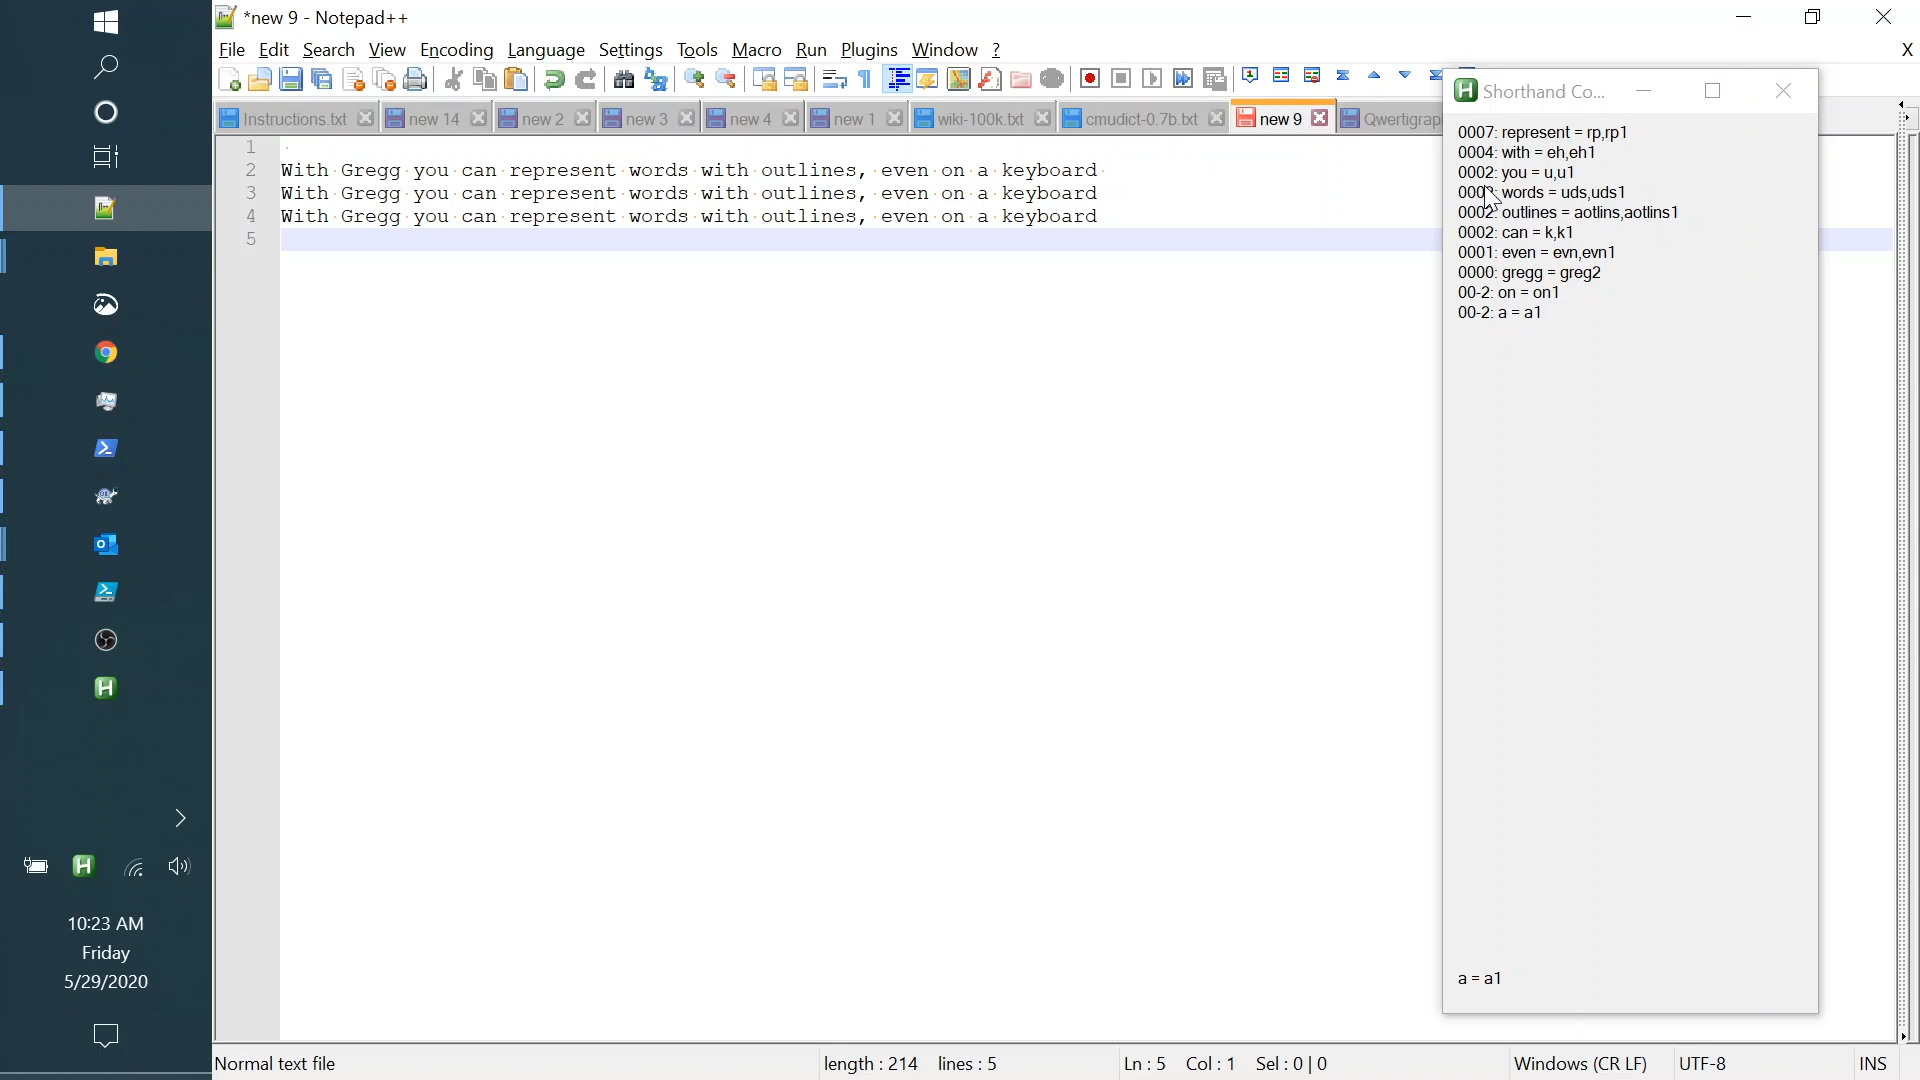 *new 9 - Notepad++
File Edit Search View Encoding Language Settings Tools Macro Run Plugins Window ? X
Instructions.txt new 14 new 2 new 3 new 4 new 1 wiki-100k.txt cmudict-0.7b.txt new 9 Qwertigrap
1
2 With Gregg you can represent words with outlines, even on a keyboard
3 With Gregg you can represent words with outlines, even on a keyboard
4 With Gregg you can represent words with outlines, even on a keyboard
5
Shorthand Co...
0007: represent = rp,rp1
0004: with = eh,eh1
0002: you = u,u1
words = uds,uds1
0002: outlines = aotlins,aotlins1
0002: can = k,k1
0001: even = evn,evn1
0000: gregg = greg2
00-2: on = on1
00-2: a = a1
a = a1
10:23 AM
Friday
5/29/2020
Normal text file length : 214 lines : 5 Ln : 5 Col : 1 Sel : 0 | 0 Windows (CR LF) UTF-8 INS